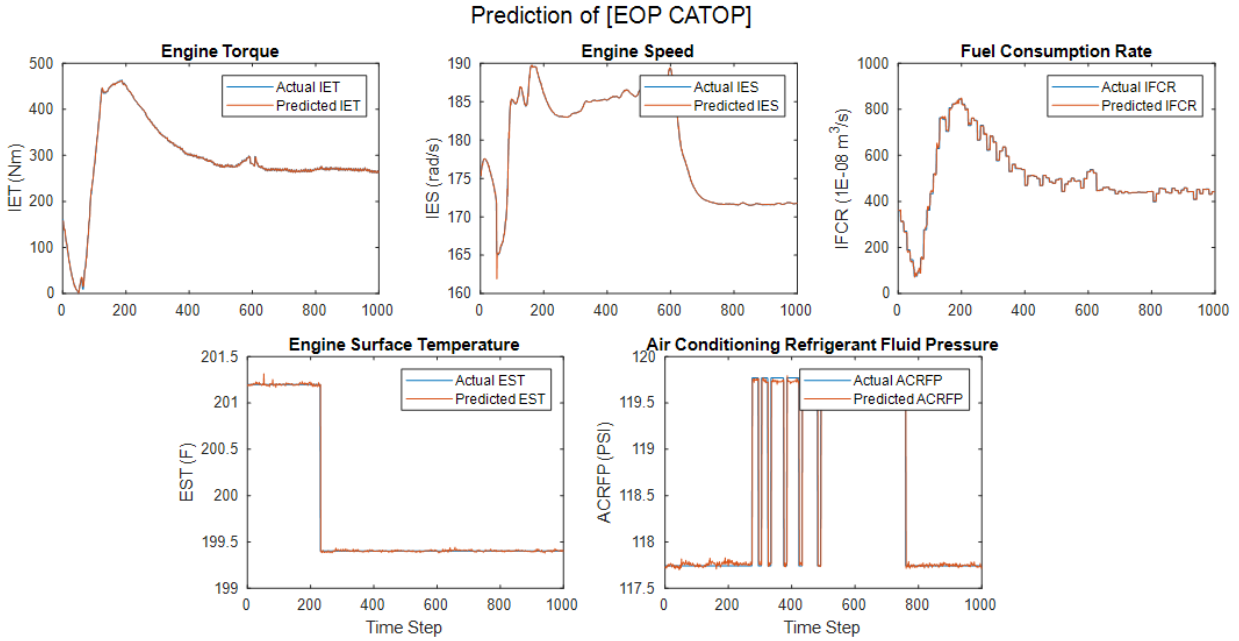 Prediction of [EOP CATOP]
Engine Torque
500
400
300
200
100
0
IET (Nm)
Actual IET
Predicted IET
0 200 400 600 800 1000
Engine Speed
190
185
180
175
170
165
160
IES (rad/s)
Actual IES
Predicted IES
0 200 400 600 800 1000
Fuel Consumption Rate
1000
800
600
400
200
0
IFCR (1E-08 m³/s)
Actual IFCR
Predicted IFCR
0 200 400 600 800 1000
Engine Surface Temperature
201.5
201
200.5
200
199.5
199
EST (F)
Actual EST
Predicted EST
0 200 400 600 800 1000
Time Step
Air Conditioning Refrigerant Fluid Pressure
120
119.5
119
118.5
118
117.5
ACRFP (PSI)
Actual ACRFP
Predicted ACRFP
0 200 400 600 800 1000
Time Step